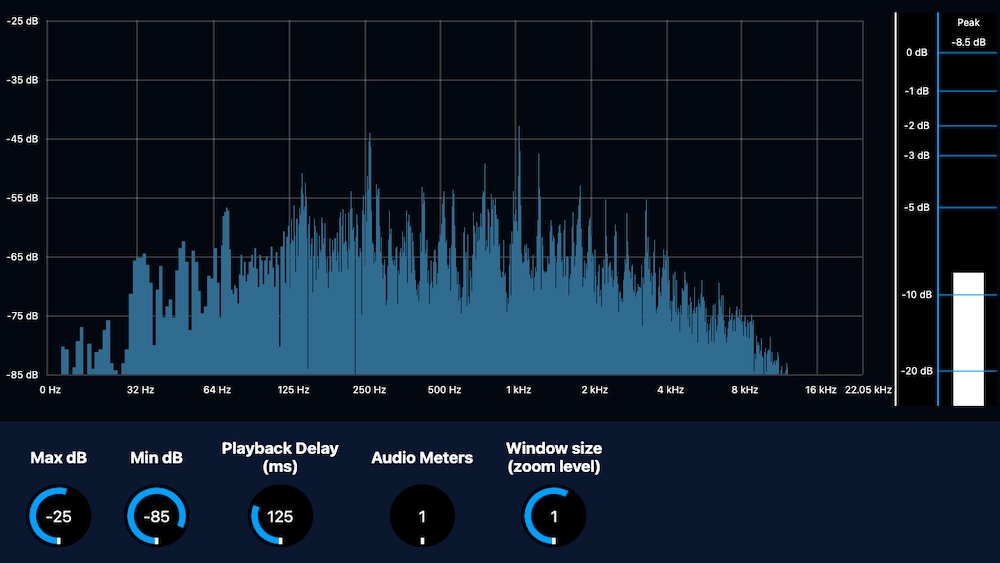 -25 dB
-35 dB
-45 dB
-55 dB
-65 dB
-75 dB
-85 dB
0 Hz 32 Hz 64 Hz 125 Hz 250 Hz 500 Hz 1 kHz 2 kHz 4 kHz 8 kHz 16 kHz 22.05 kHz
Peak
-8.5 dB
0 dB
-1 dB
-2 dB
-3 dB
-5 dB
-10 dB
-20 dB
Max dB
-25
Min dB
-85
Playback Delay
(ms)
125
Audio Meters
1
Window size
(zoom level)
1